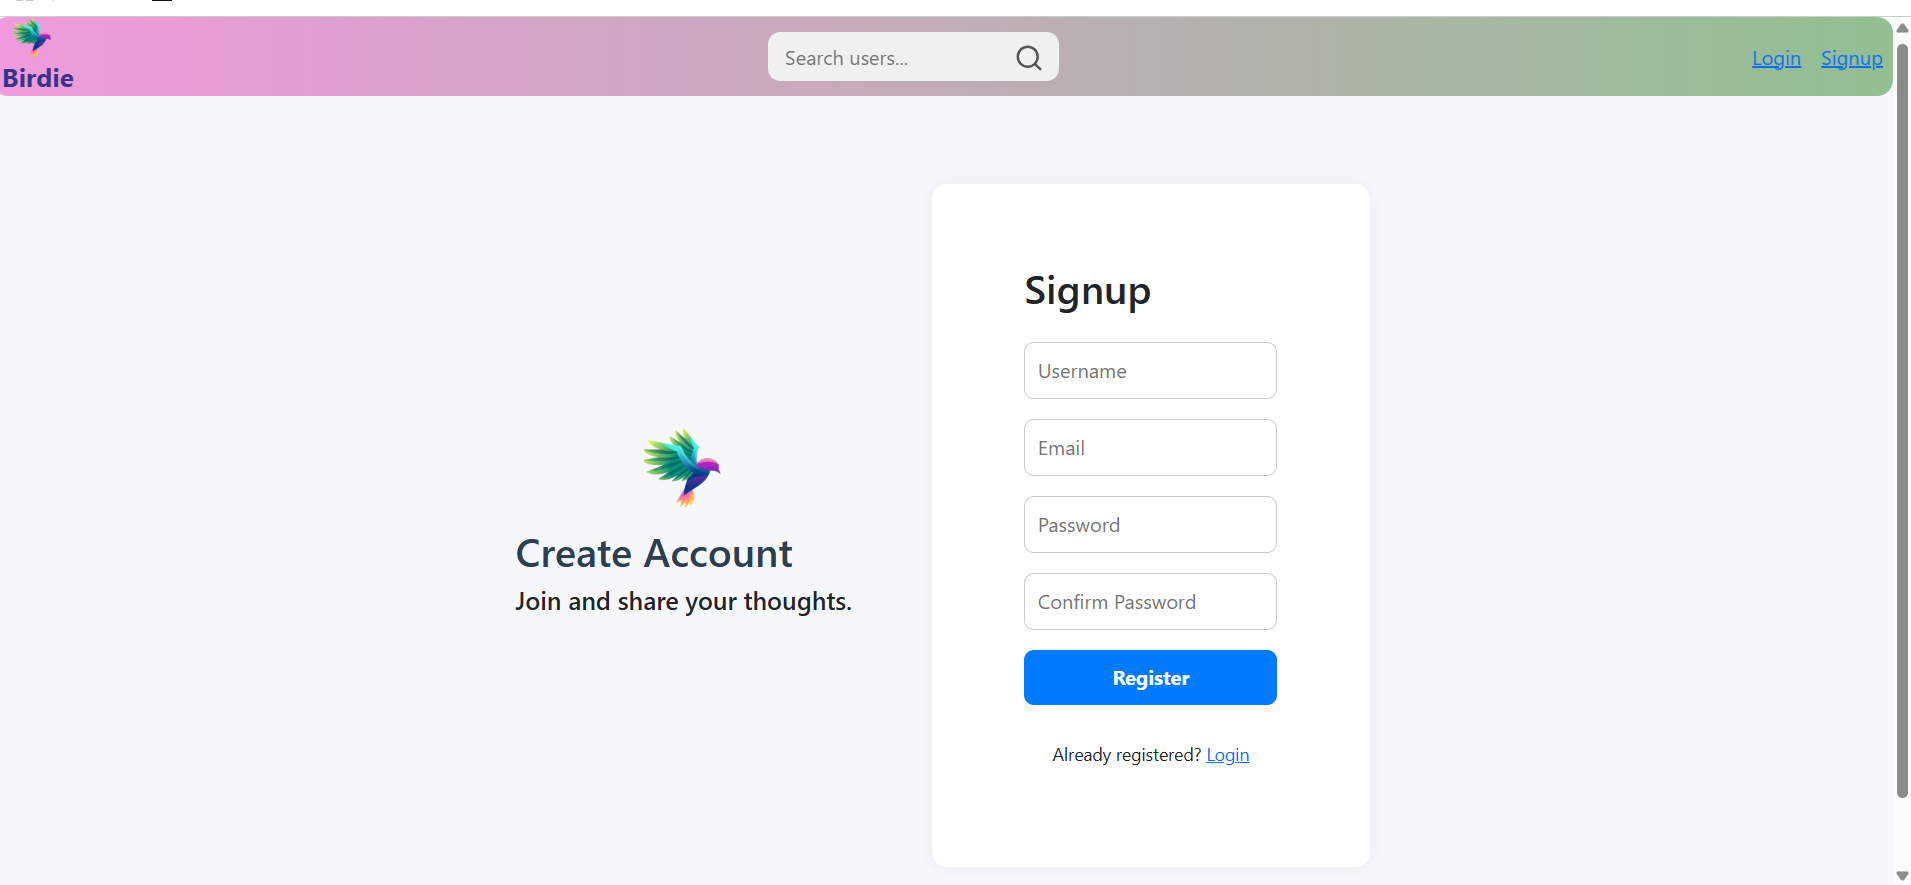 Birdie
Search users...
Login
Signup
Create Account
Join and share your thoughts.
Signup
Username
Email
Password
Confirm Password
Register
Already registered? Login